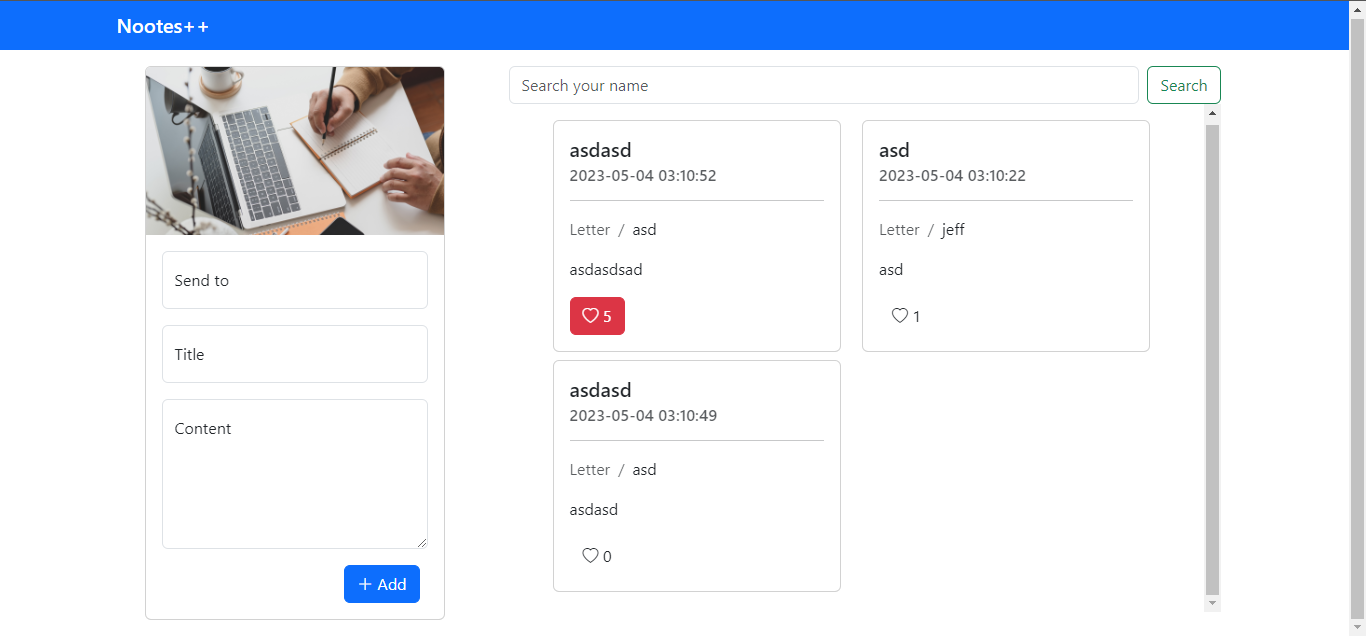 Nootes++
Send to
Title
Content
+ Add
Search your name
Search
asdasd
2023-05-04 03:10:52
Letter / asd
asdasdsad
5
asd
2023-05-04 03:10:22
Letter / jeff
asd
1
asdasd
2023-05-04 03:10:49
Letter / asd
asdasd
0